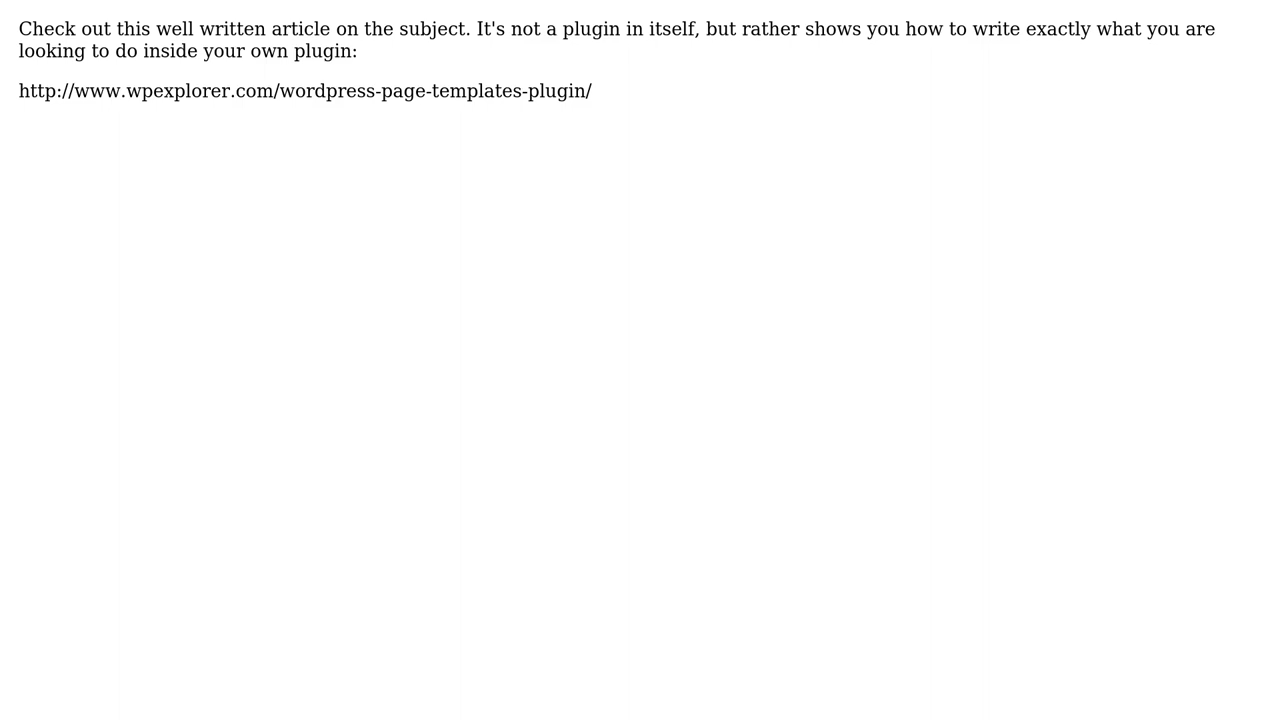 Check out this well written article on the subject. It's not a plugin in itself, but rather shows you how to write exactly what you are
looking to do inside your own plugin:
http://www.wpexplorer.com/wordpress-page-templates-plugin/